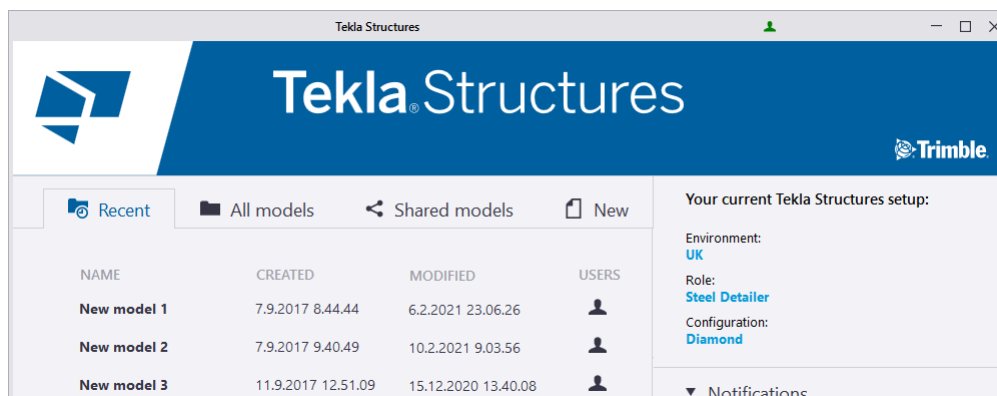 Tekla Structures
Tekla® Structures
Trimble.
Recent All models Shared models New
NAME CREATED MODIFIED USERS
New model 1 7.9.2017 8.44.44 6.2.2021 23.06.26
New model 2 7.9.2017 9.40.49 10.2.2021 9.03.56
New model 3 11.9.2017 12.51.09 15.12.2020 13.40.08
Your current Tekla Structures setup:
Environment:
UK
Role:
Steel Detailer
Configuration:
Diamond
Notifications